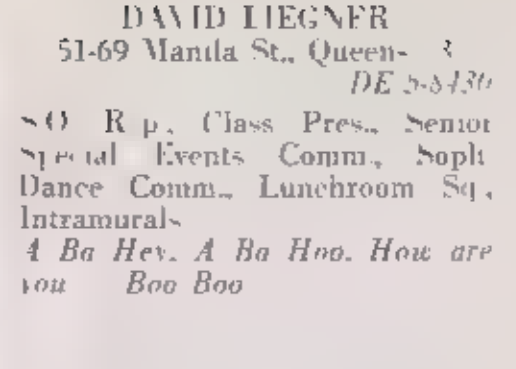 DAVID LIEGNER
51-69 Manila St., Queens
DE
Class Pres., Senior
Special Events Comm., Soph
Dance Comm., Lunchroom Sq.,
Intramurals
A Ba Hey. A Ba Hoo. How are
you Boo Boo